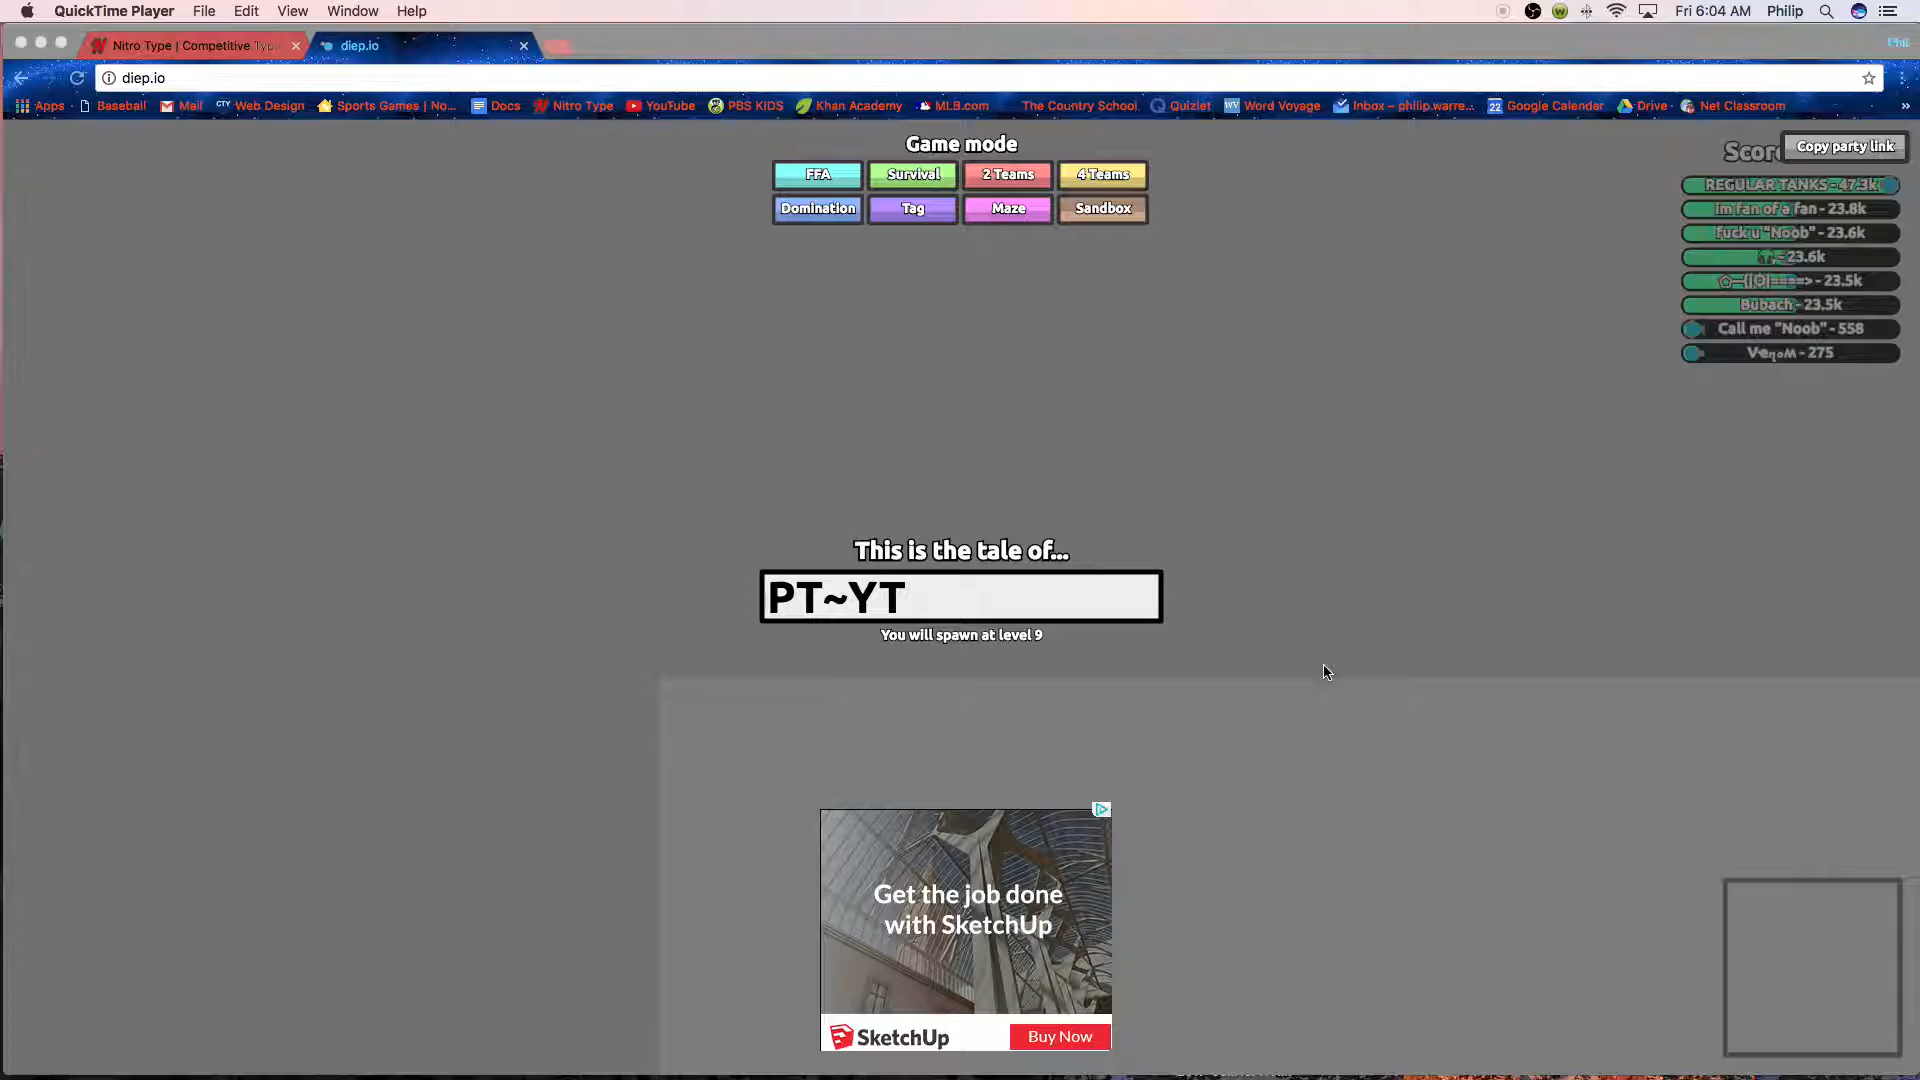 QuickTime Player File Edit View Window Help Fri 6:04 AM Philip
Nitro Type | Competitive Typ diep.io Phil
diep.io
Apps Baseball Mail CTY Web Design Sports Games | No... Docs Nitro Type YouTube PBS KIDS Khan Academy MLB.com The Country School Quizlet WV Word Voyage Inbox – philip.warre... 22 Google Calendar Drive Net Classroom »
Game mode
FFA Survival 2 Teams 4 Teams
Domination Tag Maze Sandbox
Scor
Copy party link
REGULAR TANKS - 47.3k
im fan of a fan - 23.8k
fuck u "Noob" - 23.6k
- 23.6k
- 23.5k
Bubach - 23.5k
Call me "Noob" - 558
- 275
This is the tale of...
PT~YT
You will spawn at level 9
Get the job done
with SketchUp
SketchUp Buy Now